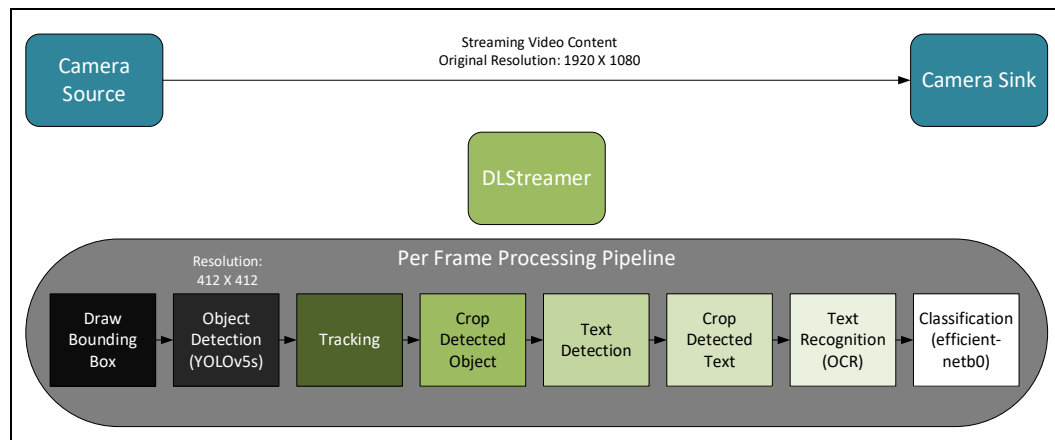 Camera
Source
Streaming Video Content
Original Resolution: 1920 X 1080
Camera Sink
DLStreamer
Per Frame Processing Pipeline
Resolution:
412 X 412
Draw
Bounding
Box
Object
Detection
(YOLOv5s)
Tracking
Crop
Detected
Object
Text
Detection
Crop
Detected
Text
Text
Recognition
(OCR)
Classification
(efficient-
netb0)